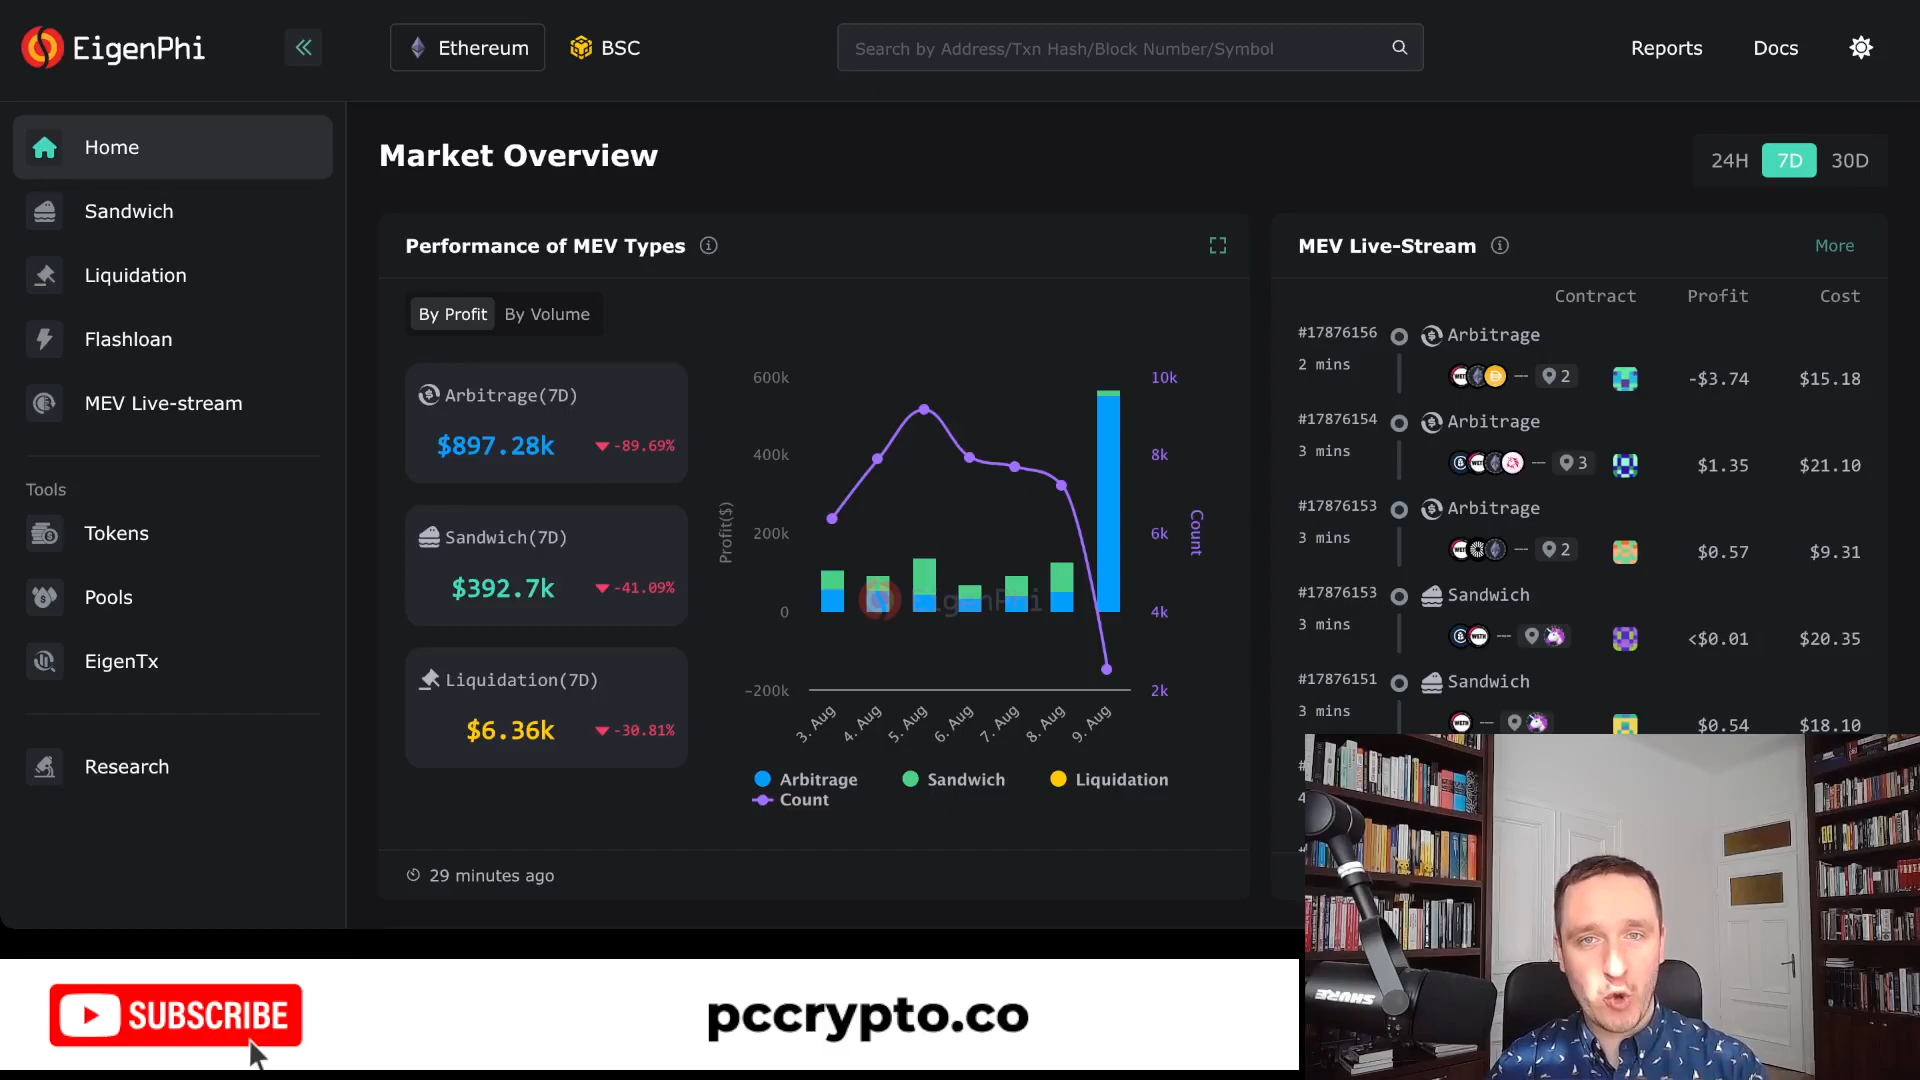 EigenPhi
Ethereum
BSC
Search by Address/Txn Hash/Block Number/Symbol
Reports
Docs
Home
Sandwich
Liquidation
Flashloan
MEV Live-stream
Tools
Tokens
Pools
EigenTx
Research
Market Overview
24H 7D 30D
Performance of MEV Types
By Profit By Volume
Arbitrage(7D)
$897.28k -89.69%
Sandwich(7D)
$392.7k -41.09%
Liquidation(7D)
$6.36k -30.81%
Profit($)
600k
400k
200k
0
-200k
10k
8k
6k
4k
2k
Count
EigenPhi
3. Aug 4. Aug 5. Aug 6. Aug 7. Aug 8. Aug 9. Aug
Arbitrage Sandwich Liquidation
Count
29 minutes ago
MEV Live-Stream
More
Contract Profit Cost
#17876156 Arbitrage
2 mins
2 -$3.74 $15.18
#17876154 Arbitrage
3 mins
3 $1.35 $21.10
#17876153 Arbitrage
3 mins
2 $0.57 $9.31
#17876153 Sandwich
3 mins
<$0.01 $20.35
#17876151 Sandwich
3 mins
$0.54 $18.10
SHURE
SUBSCRIBE
pccrypto.co